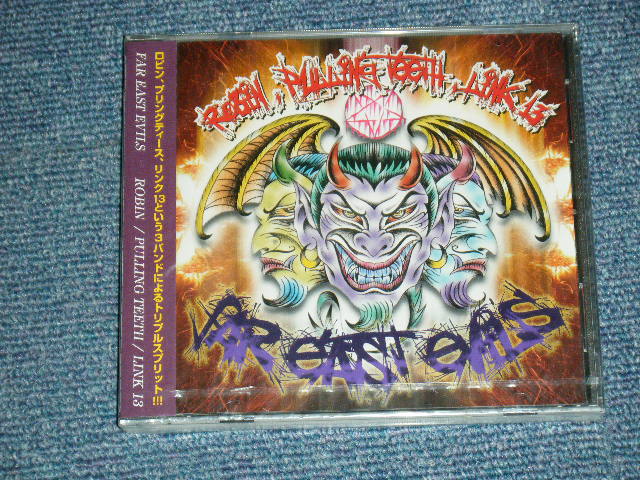 ロビン、プリングティース、リンク13という3バンドによるトリプルスプリット!!!
FAR EAST EVILS ROBIN / PULLING TEETH / LINK 13
ROBIN, PULLING TEETH, LINK 13
FAR EAST EVILS